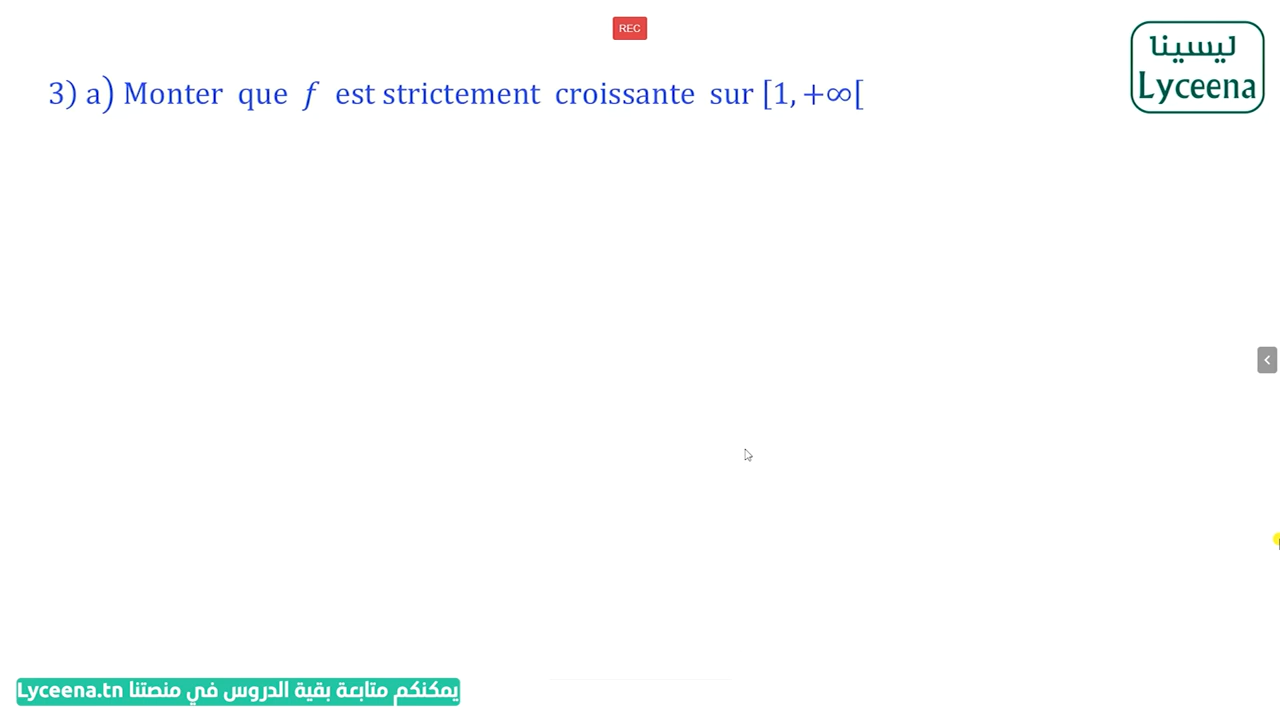 REC
ليسينا
Lyceena
3) a) Monter que f est strictement croissante sur [1, +∞[
يمكنكم متابعة بقية الدروس في منصتنا Lyceena.tn